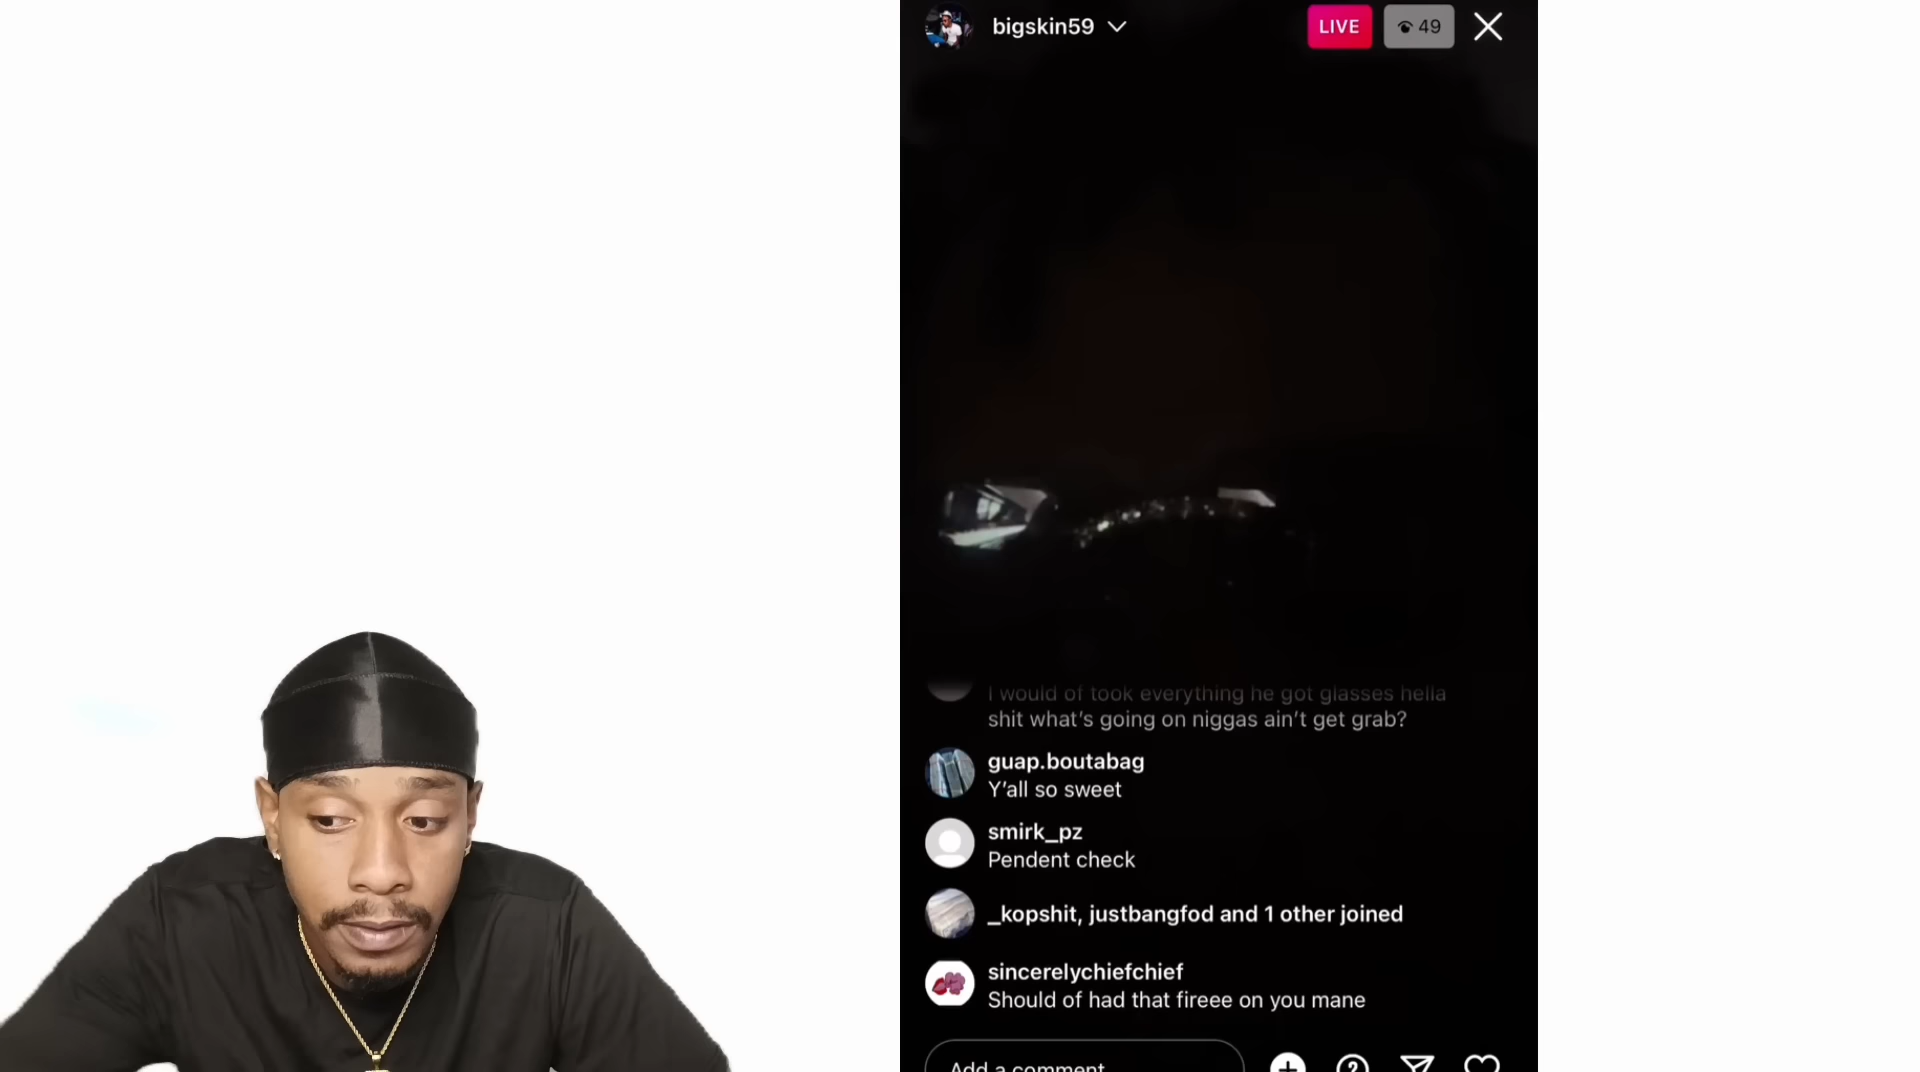 bigskin59
LIVE
49
I would of took everything he got glasses hella
shit what's going on niggas ain't get grab?
guap.boutabag
Y'all so sweet
smirk_pz
Pendent check
_kopshit, justbangfod and 1 other joined
sincerelychiefchief
Should of had that fireee on you mane
Add a comment